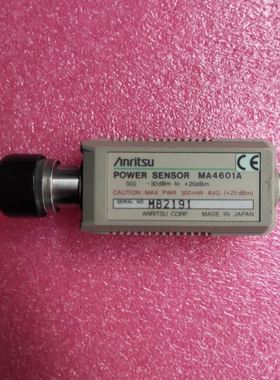 Anritsu
CE
POWER SENSOR MA4601A
50Ω -30dBm to +20dBm
CAUTION: MAX PWR 300mW AVG. (+25dBm)
SERIAL NO. M82191
ANRITSU CORP. MADE IN JAPAN